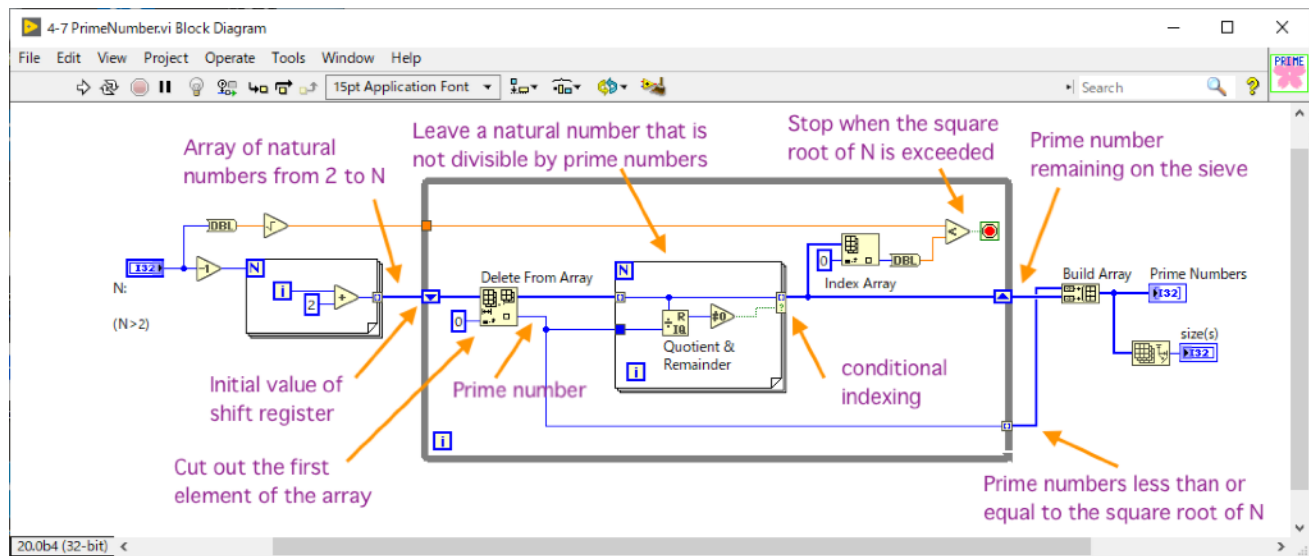 4-7 PrimeNumber.vi Block Diagram
File Edit View Project Operate Tools Window Help
15pt Application Font
Search
PRIME
Array of natural
numbers from 2 to N
Leave a natural number that is
not divisible by prime numbers
Stop when the square
root of N is exceeded
Prime number
remaining on the sieve
DBL
I32
N:
(N>2)
-1
N
i
2
+
Delete From Array
0
N
R
IQ
≠0
Quotient &
Remainder
i
0
DBL
Index Array
<
?
Build Array
Prime Numbers
I32
size(s)
I32
Initial value of
shift register
Prime number
conditional
indexing
i
Cut out the first
element of the array
Prime numbers less than or
equal to the square root of N
20.0b4 (32-bit)